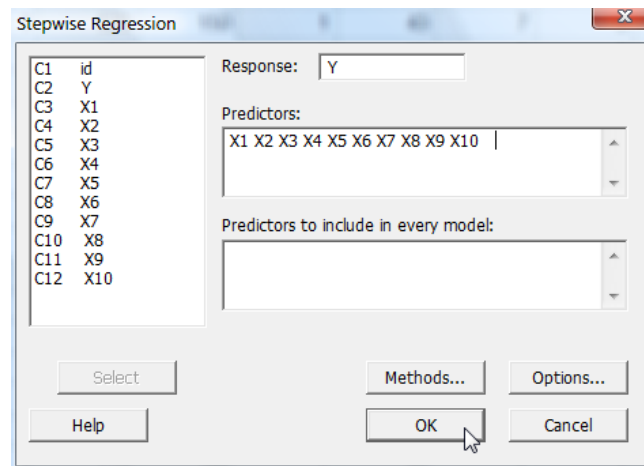 Stepwise Regression
C1 id
C2 Y
C3 X1
C4 X2
C5 X3
C6 X4
C7 X5
C8 X6
C9 X7
C10 X8
C11 X9
C12 X10
Response: Y
Predictors:
X1 X2 X3 X4 X5 X6 X7 X8 X9 X10
Predictors to include in every model:
Select
Methods...
Options...
Help
OK
Cancel